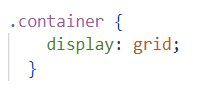 .container {
    display: grid;
  }